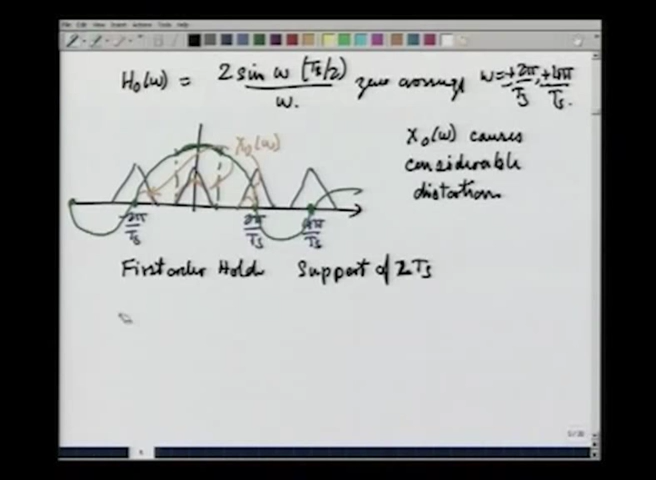 H₀(ω) = 2 sin ω (Ts/2) / ω. zero average ω = ±2π/Ts, ±4π/Ts.
X₀(ω)
X₀(ω) causes
considerable
distortion
-2π/Ts 2π/Ts 4π/Ts
First order Hold Support of 2Ts